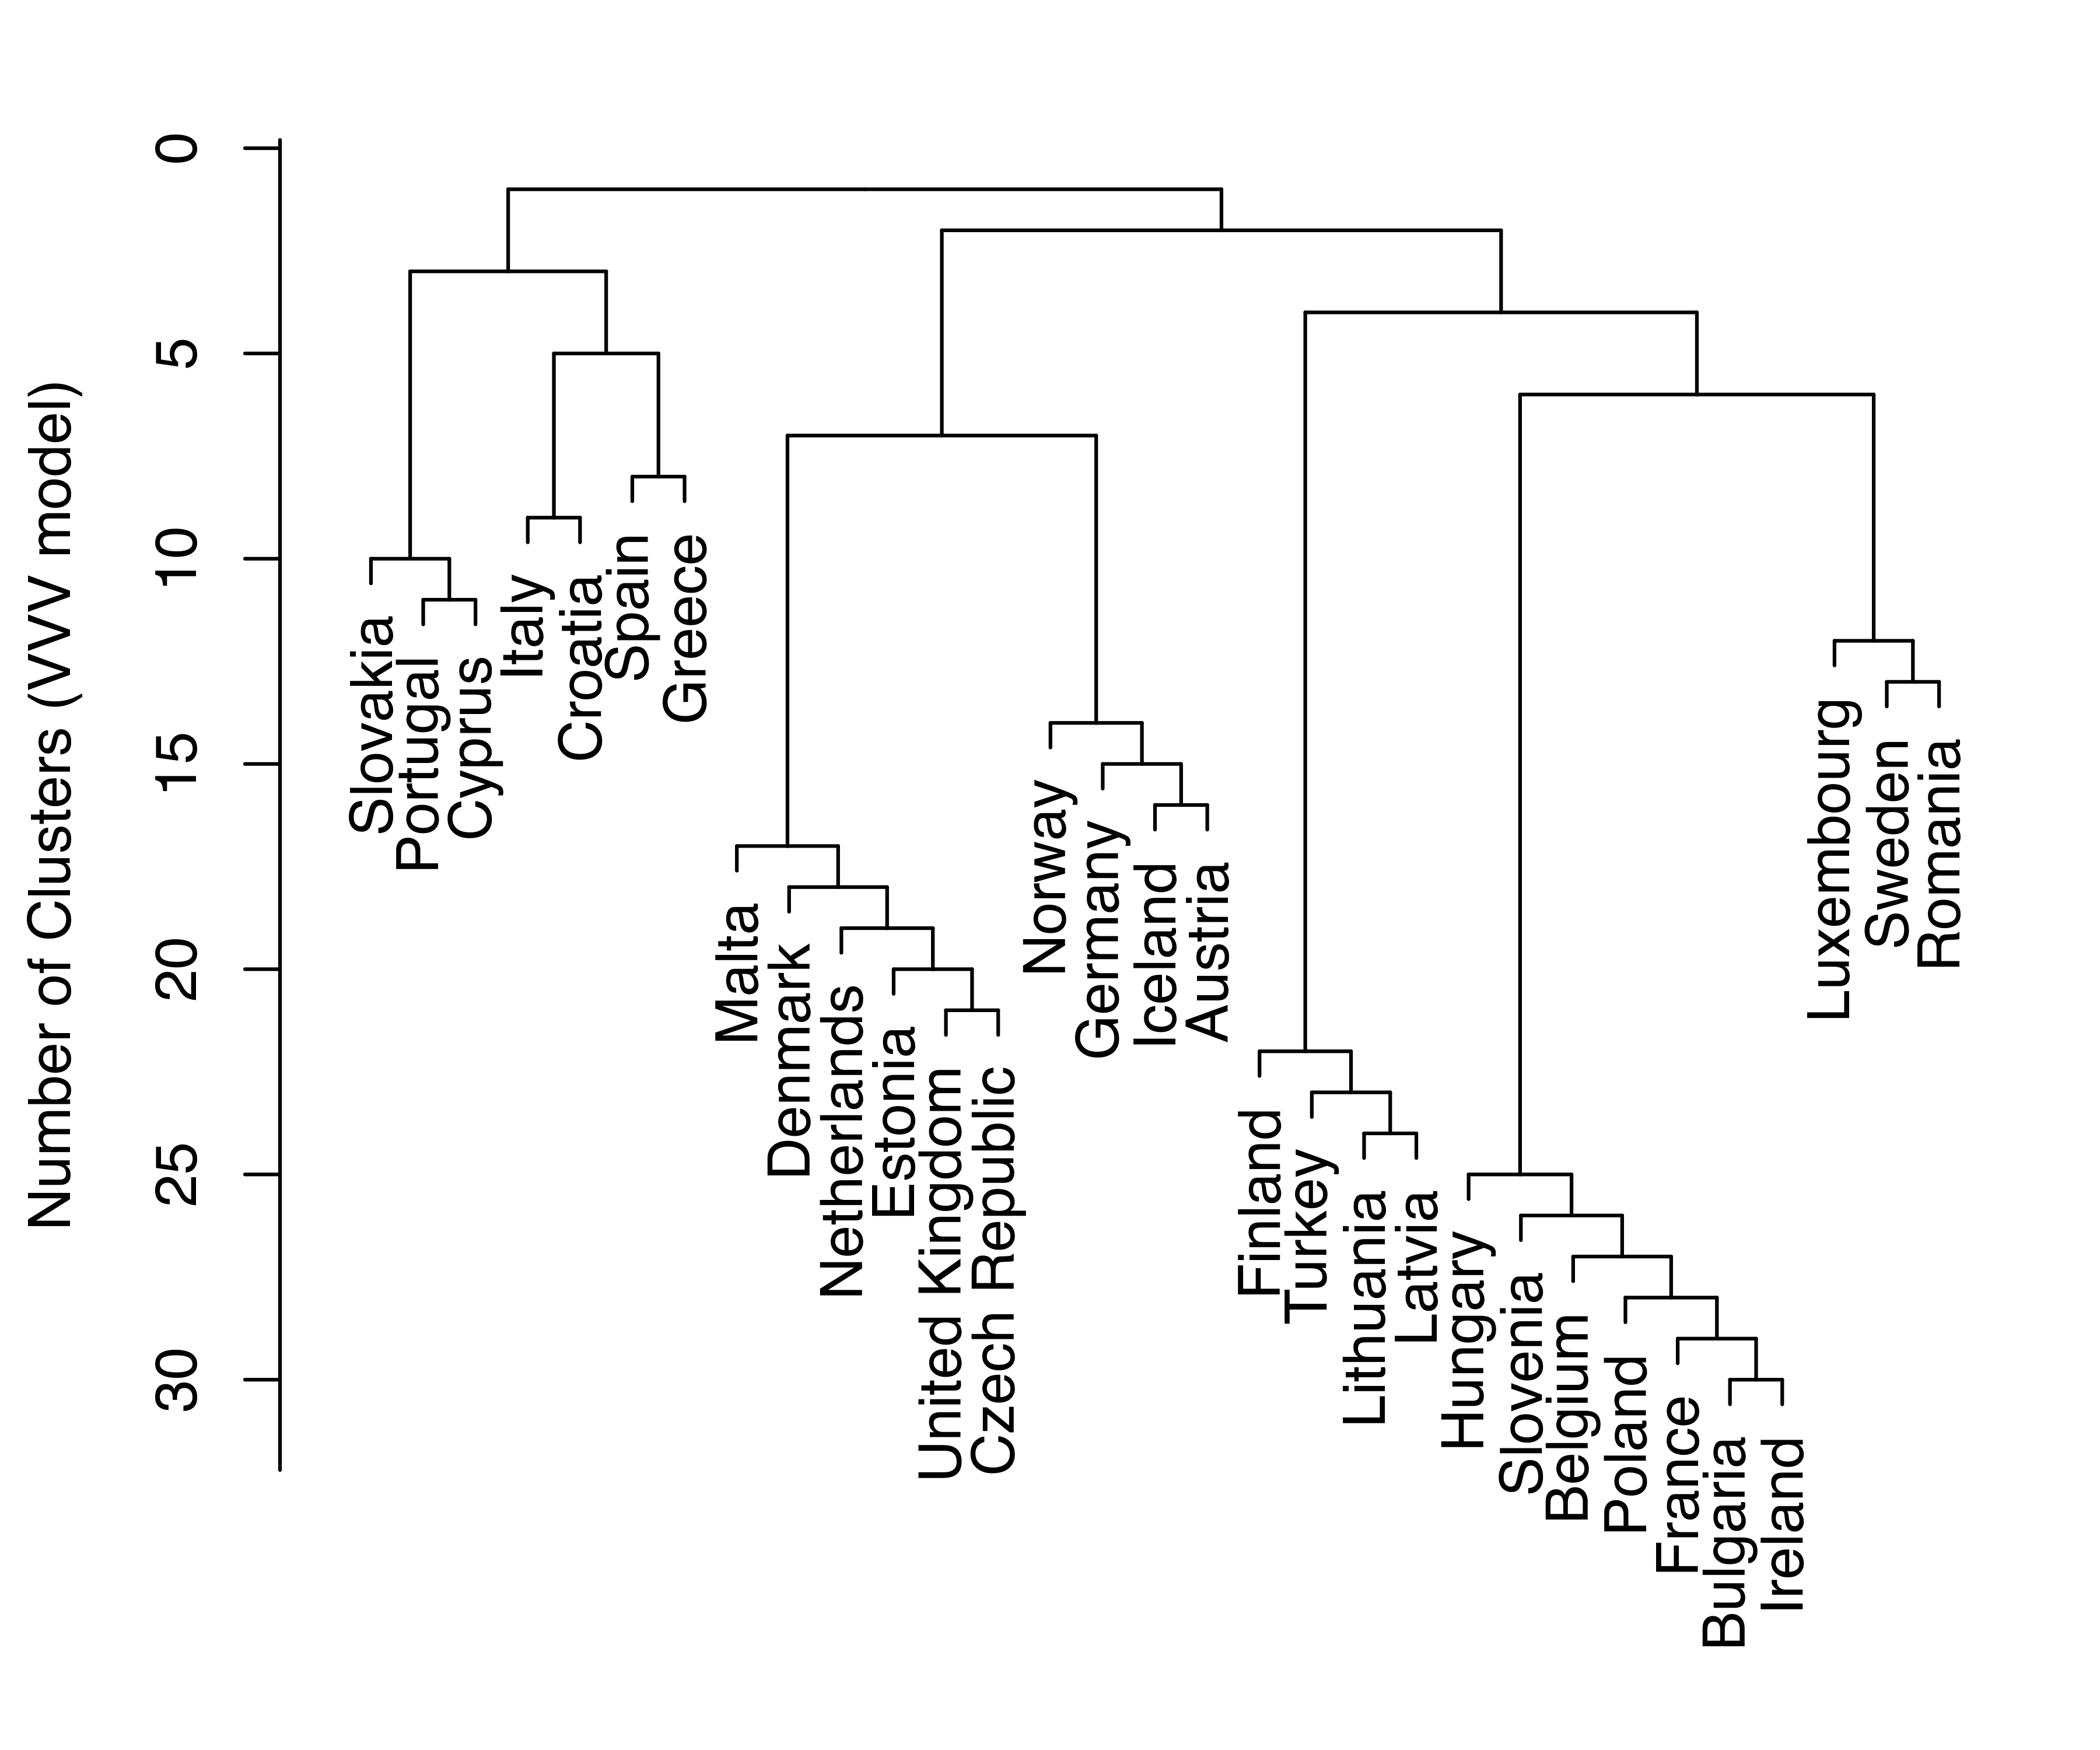 Number of Clusters (VVV model)
0
5
10
15
20
25
30
Slovakia
Portugal
Cyprus
Italy
Croatia
Spain
Greece
Malta
Denmark
Netherlands
Estonia
United Kingdom
Czech Republic
Norway
Germany
Iceland
Austria
Finland
Turkey
Lithuania
Latvia
Hungary
Slovenia
Belgium
Poland
France
Bulgaria
Ireland
Luxembourg
Sweden
Romania